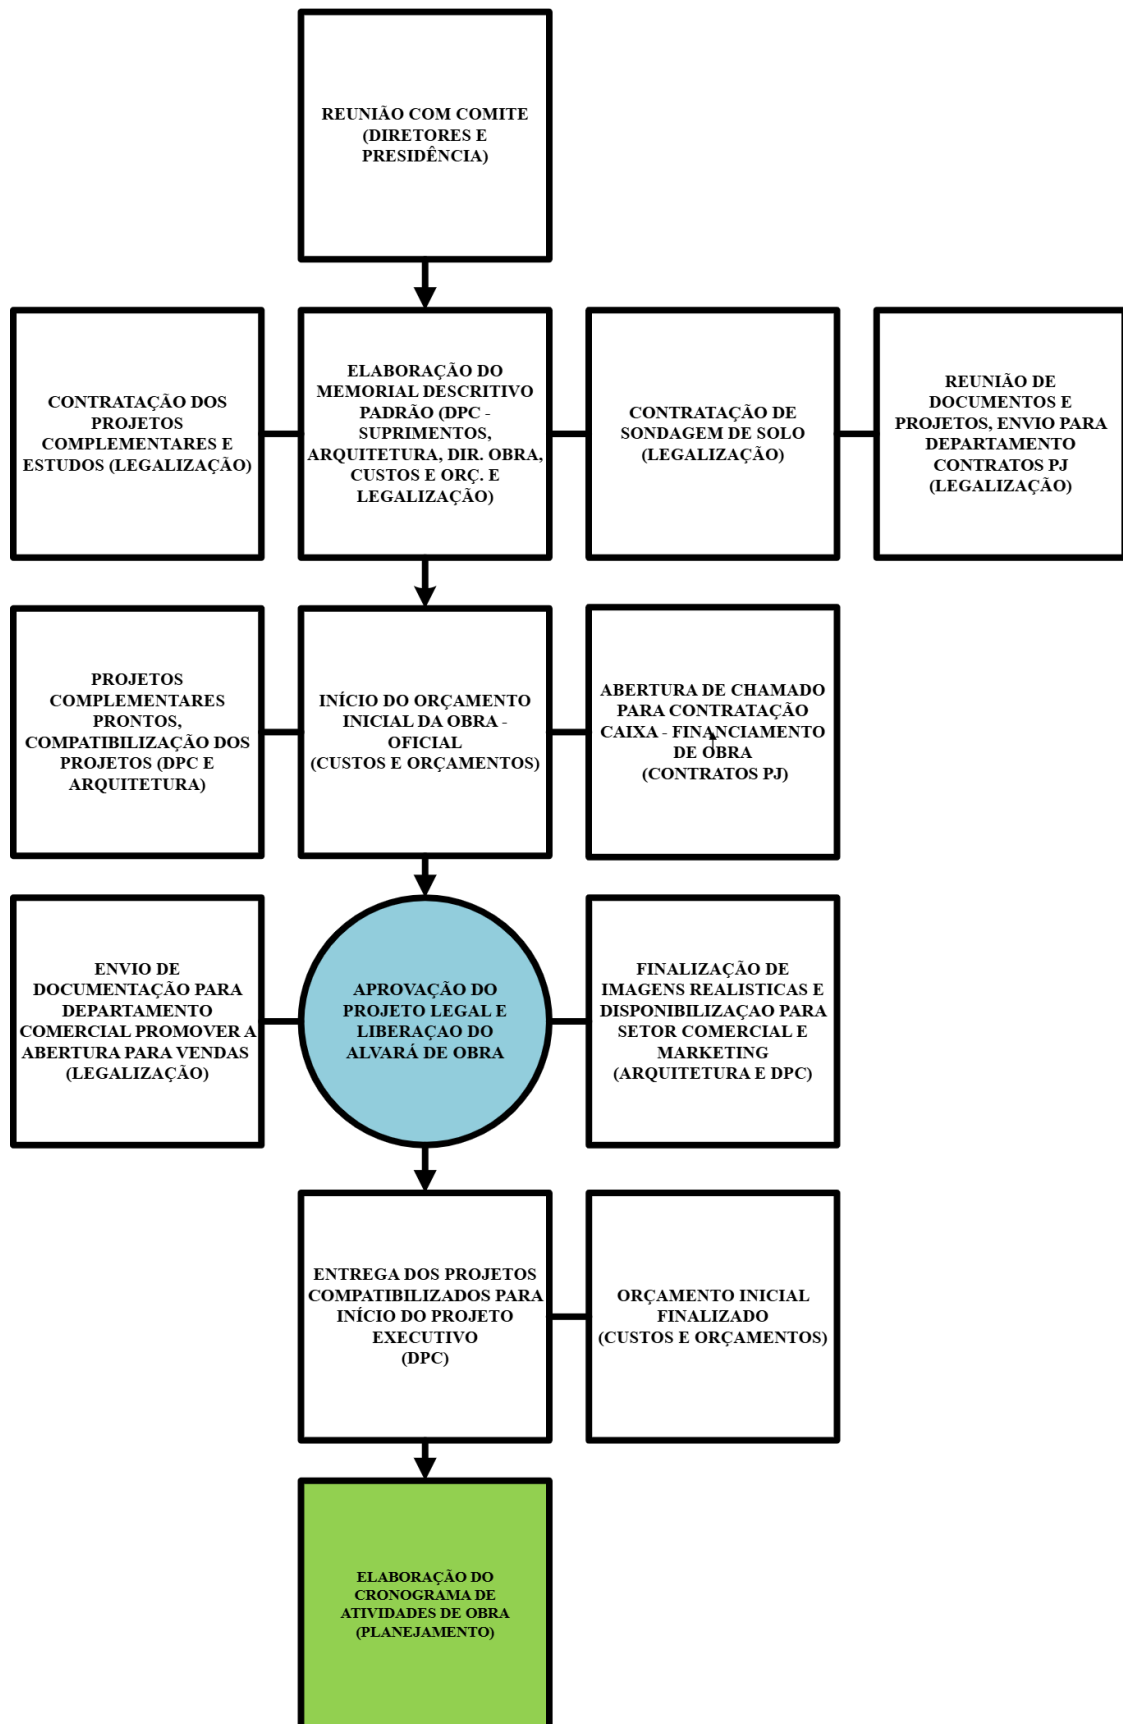 REUNIÃO COM COMITE
(DIRETORES E
PRESIDÊNCIA)
CONTRATAÇÃO DOS
PROJETOS
COMPLEMENTARES E
ESTUDOS (LEGALIZAÇÃO)
ELABORAÇÃO DO
MEMORIAL DESCRITIVO
PADRÃO (DPC -
SUPRIMENTOS,
ARQUITETURA, DIR. OBRA,
CUSTOS E ORÇ. E
LEGALIZAÇÃO)
CONTRATAÇÃO DE
SONDAGEM DE SOLO
(LEGALIZAÇÃO)
REUNIÃO DE
DOCUMENTOS E
PROJETOS, ENVIO PARA
DEPARTAMENTO
CONTRATOS PJ
(LEGALIZAÇÃO)
PROJETOS
COMPLEMENTARES
PRONTOS,
COMPATIBILIZAÇÃO DOS
PROJETOS (DPC E
ARQUITETURA)
INÍCIO DO ORÇAMENTO
INICIAL DA OBRA -
OFICIAL
(CUSTOS E ORÇAMENTOS)
ABERTURA DE CHAMADO
PARA CONTRATAÇÃO
CAIXA - FINANCIAMENTO
DE OBRA
(CONTRATOS PJ)
ENVIO DE
DOCUMENTAÇÃO PARA
DEPARTAMENTO
COMERCIAL PROMOVER A
ABERTURA PARA VENDAS
(LEGALIZAÇÃO)
APROVAÇÃO DO
PROJETO LEGAL E
LIBERAÇAO DO
ALVARÁ DE OBRA
FINALIZAÇÃO DE
IMAGENS REALISTICAS E
DISPONIBILIZAÇAO PARA
SETOR COMERCIAL E
MARKETING
(ARQUITETURA E DPC)
ENTREGA DOS PROJETOS
COMPATIBILIZADOS PARA
INÍCIO DO PROJETO
EXECUTIVO
(DPC)
ORÇAMENTO INICIAL
FINALIZADO
(CUSTOS E ORÇAMENTOS)
ELABORAÇÃO DO
CRONOGRAMA DE
ATIVIDADES DE OBRA
(PLANEJAMENTO)